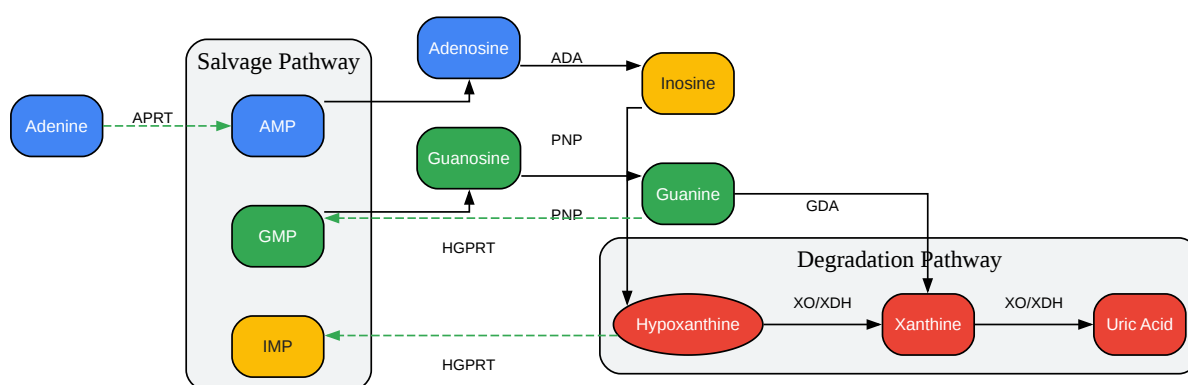 Adenosine
Salvage Pathway
ADA
Inosine
Adenine
APRT
AMP
PNP
Guanosine
Guanine
PNP
GDA
GMP
HGPRT
Degradation Pathway
XO/XDH
XO/XDH
Hypoxanthine
Xanthine
Uric Acid
IMP
HGPRT